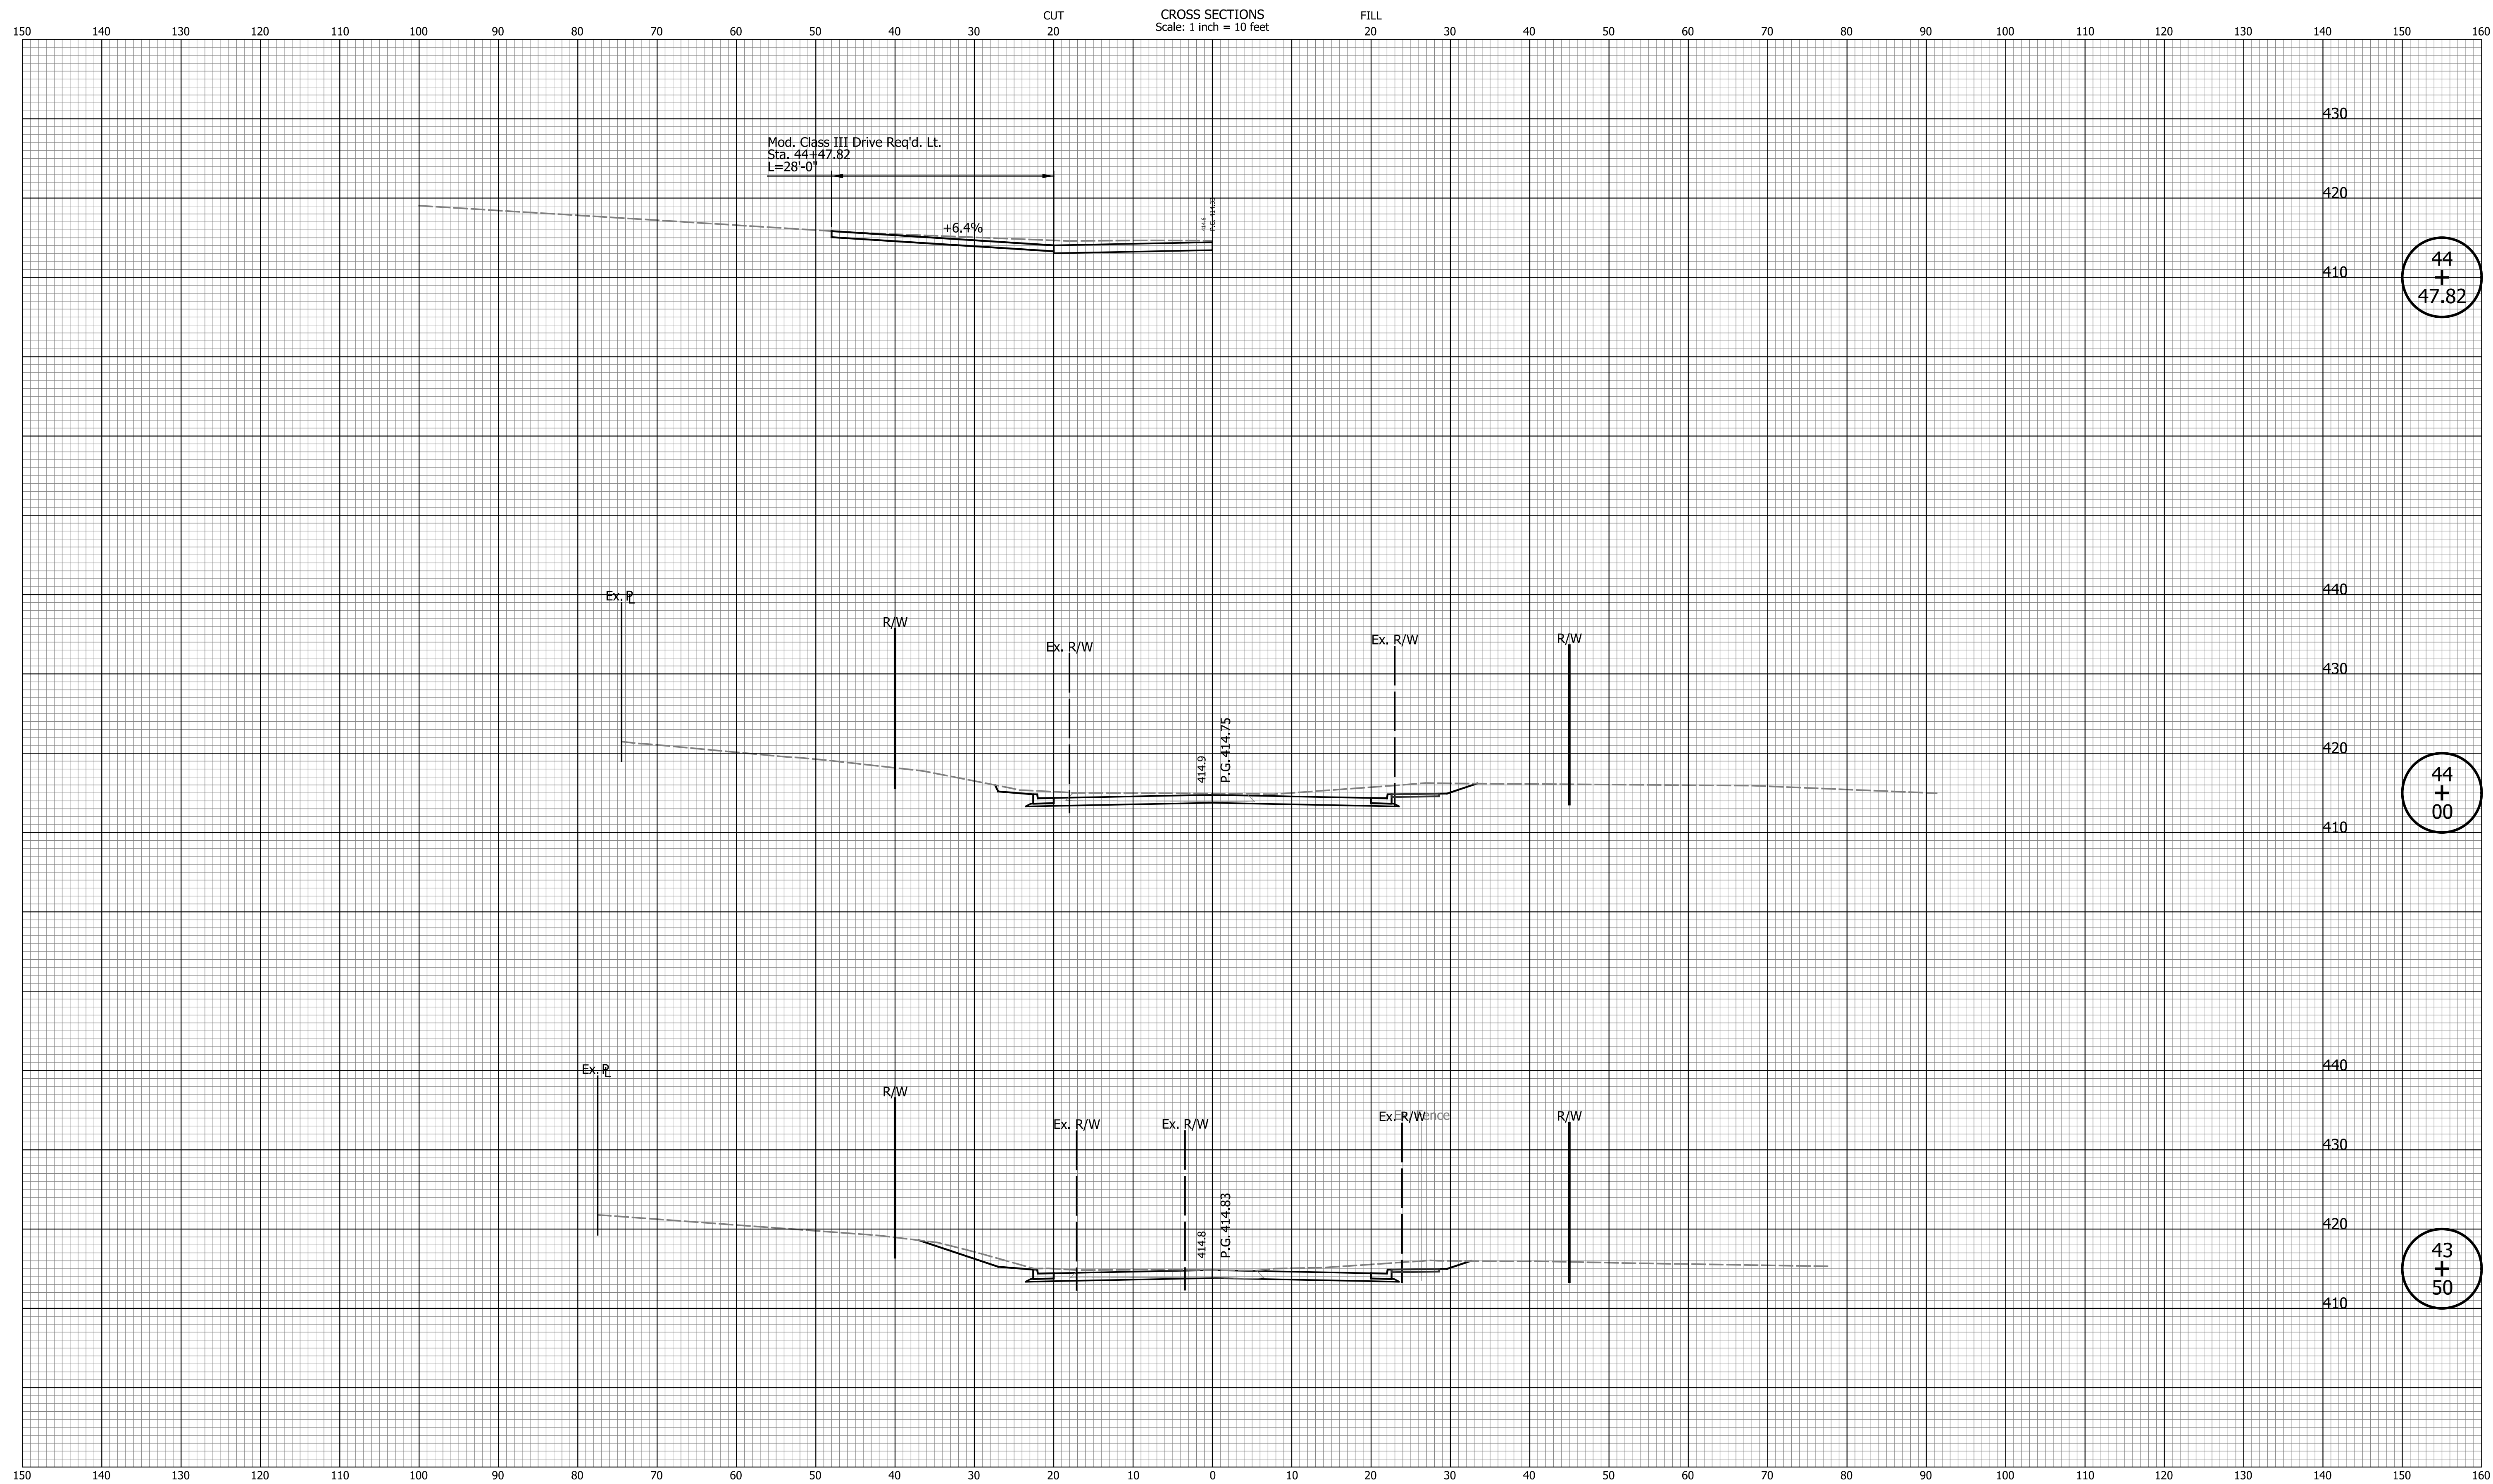 CUT CROSS SECTIONS FILL
Scale: 1 inch = 10 feet
150 140 130 120 110 100 90 80 70 60 50 40 30 20 20 30 40 50 60 70 80 90 100 110 120 130 140 150 160
430
Mod. Class III Drive Req'd. Lt.
Sta. 44+47.82
L=28'-0"
420
+6.4%
414.6
44
+
47.82
410
440
Ex. PL
R/W
Ex. R/W
Ex. R/W
R/W
430
414.9
P.G. 414.75
420
44
+
00
410
440
Ex. PL
R/W
Ex. R/W
Ex. R/W
Ex. R/W
Ex. Fence
R/W
430
414.8
P.G. 414.83
420
43
+
50
410
150 140 130 120 110 100 90 80 70 60 50 40 30 20 10 0 10 20 30 40 50 60 70 80 90 100 110 120 130 140 150 160